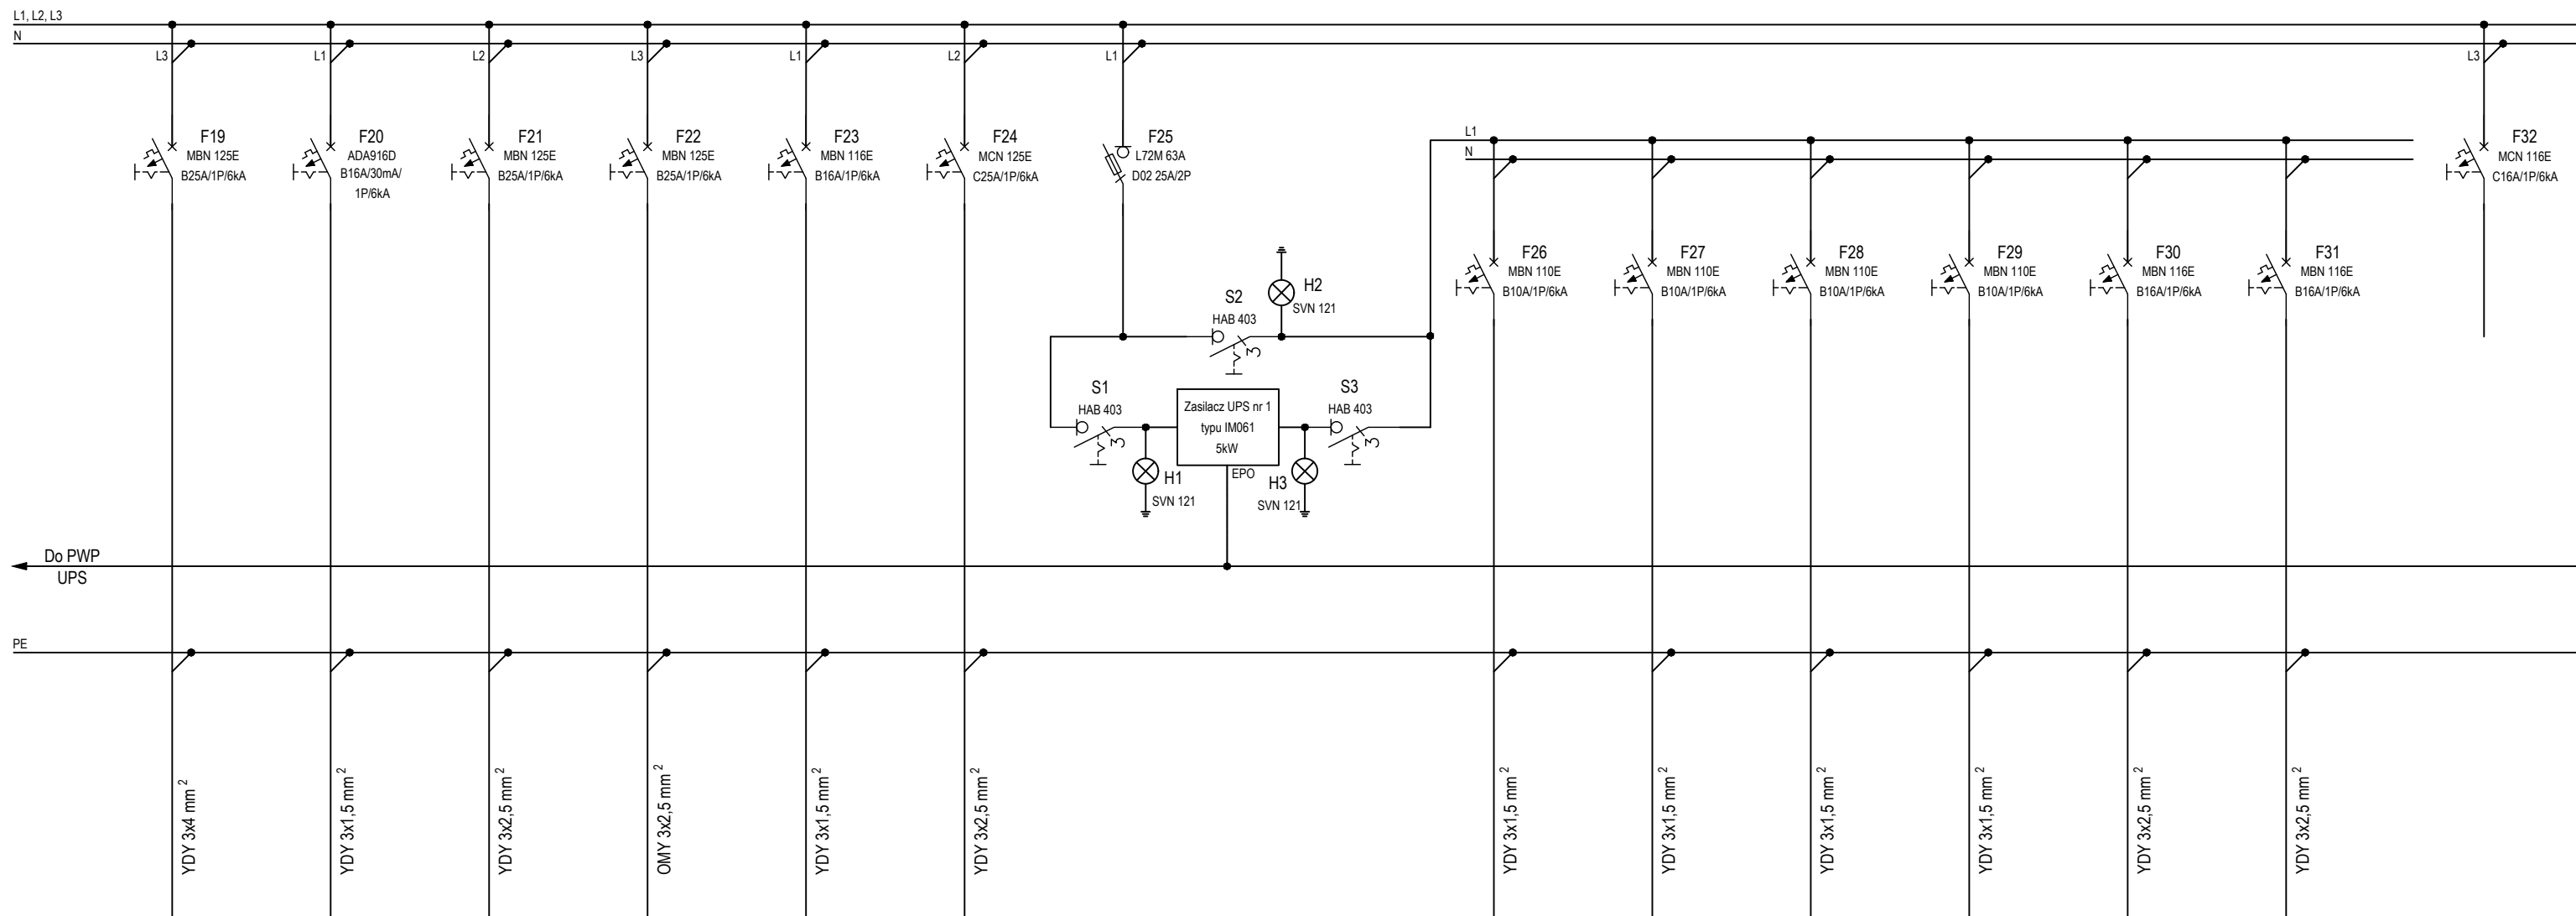 L1, L2, L3
N
L3
L1
L2
L3
L1
L2
L1
L3
F19
MBN 125E
B25A/1P/6kA
F20
ADA916D
B16A/30mA/
1P/6kA
F21
MBN 125E
B25A/1P/6kA
F22
MBN 125E
B25A/1P/6kA
F23
MBN 116E
B16A/1P/6kA
F24
MCN 125E
C25A/1P/6kA
F25
L72M 63A
D02 25A/2P
L1
N
F32
MCN 116E
C16A/1P/6kA
F26
MBN 110E
B10A/1P/6kA
F27
MBN 110E
B10A/1P/6kA
F28
MBN 110E
B10A/1P/6kA
F29
MBN 110E
B10A/1P/6kA
F30
MBN 116E
B16A/1P/6kA
F31
MBN 116E
B16A/1P/6kA
S2
HAB 403
H2
SVN 121
S1
HAB 403
Zasilacz UPS nr 1
typu IM061
5kW
S3
HAB 403
EPO
H1
SVN 121
H3
SVN 121
Do PWP
UPS
PE
YDY 3x4 mm²
YDY 3x1,5 mm²
YDY 3x2,5 mm²
OMY 3x2,5 mm²
YDY 3x1,5 mm²
YDY 3x2,5 mm²
YDY 3x1,5 mm²
YDY 3x1,5 mm²
YDY 3x1,5 mm²
YDY 3x1,5 mm²
YDY 3x2,5 mm²
YDY 3x2,5 mm²